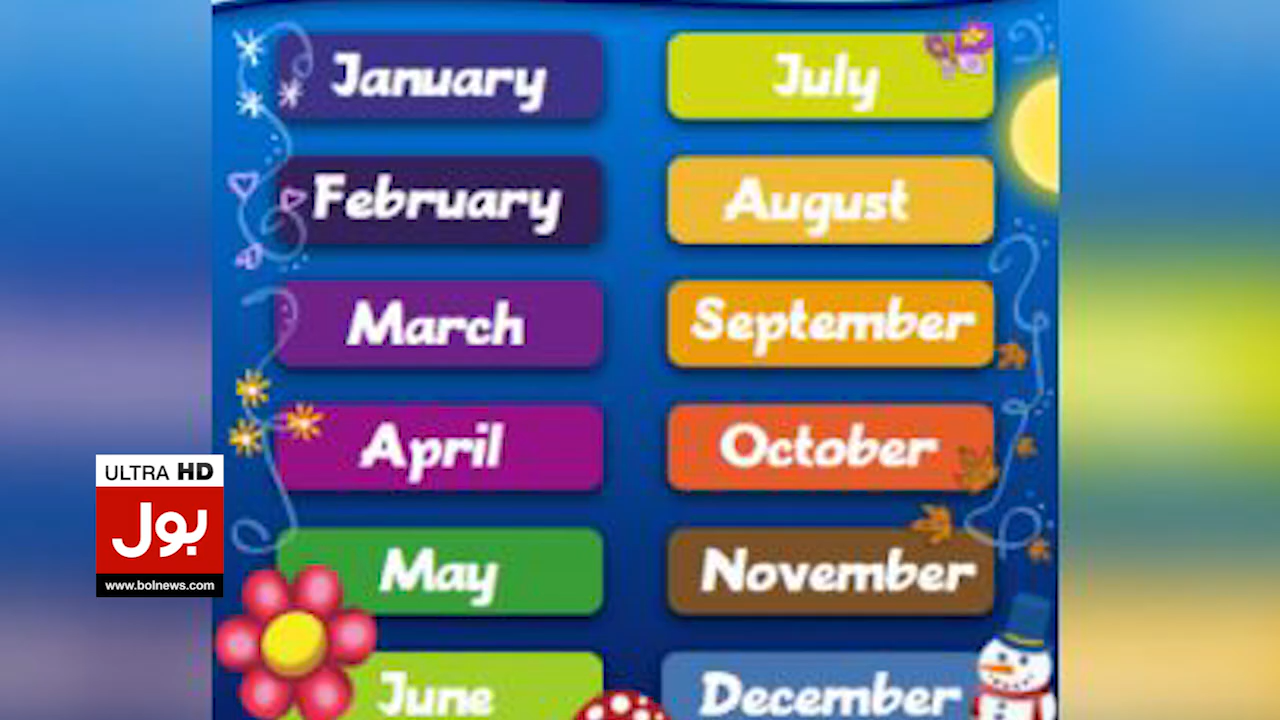 January
February
March
April
May
June
July
August
September
October
November
December
ULTRA HD
بول
www.bolnews.com